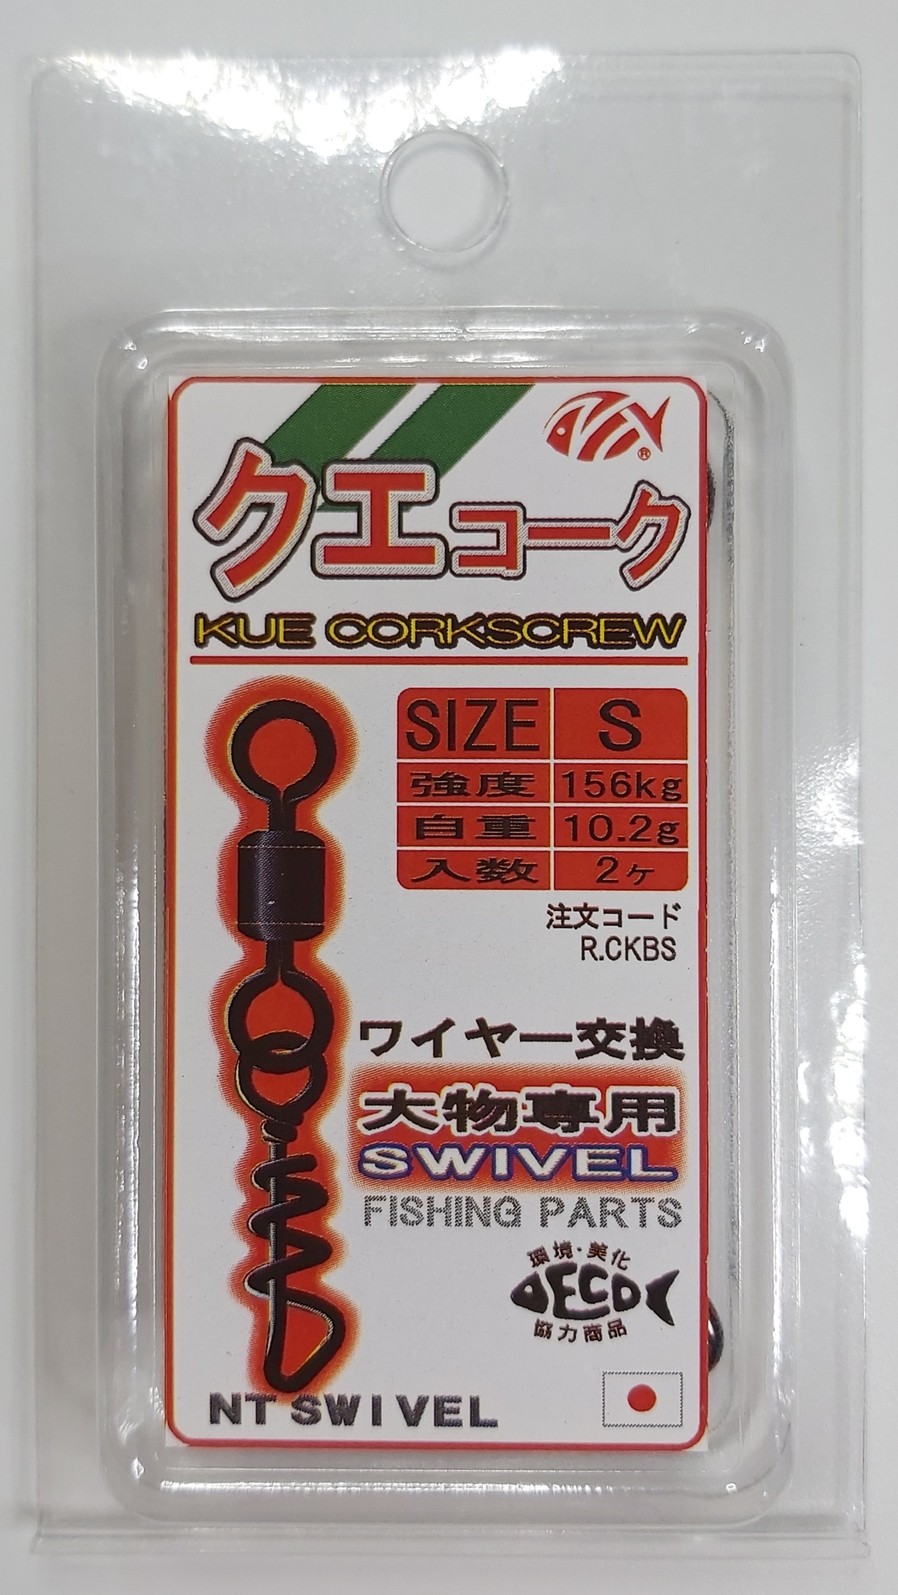 クエコーク
KUE CORKSCREW
SIZE S
強度 156kg
自重 10.2g
入数 2ヶ
注文コード
R.CKBS
ワイヤー交換
大物専用
SWIVEL
FISHING PARTS
環境・美化
ECO
協力商品
NT SWIVEL